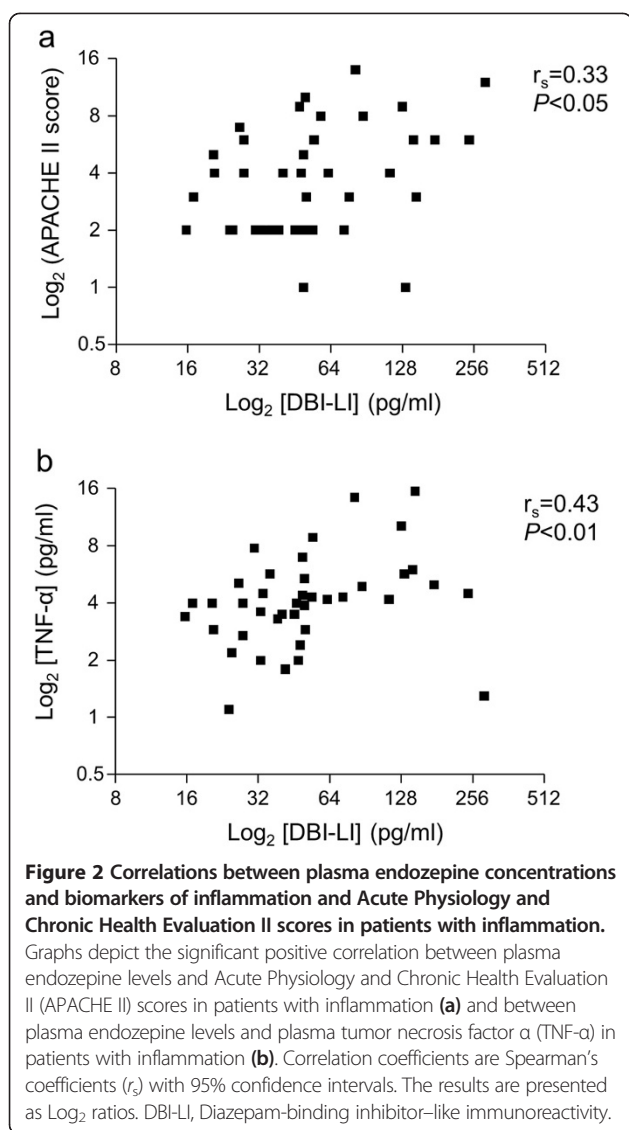 a
16
8
4
2
1
0.5
Log₂ (APACHE II score)
rₛ=0.33
P<0.05
8 16 32 64 128 256 512
Log₂ [DBI-LI] (pg/ml)
b
16
8
4
2
1
0.5
Log₂ [TNF-α] (pg/ml)
rₛ=0.43
P<0.01
8 16 32 64 128 256 512
Log₂ [DBI-LI] (pg/ml)
Figure 2 Correlations between plasma endozepine concentrations
and biomarkers of inflammation and Acute Physiology and
Chronic Health Evaluation II scores in patients with inflammation.
Graphs depict the significant positive correlation between plasma
endozepine levels and Acute Physiology and Chronic Health Evaluation
II (APACHE II) scores in patients with inflammation (a) and between
plasma endozepine levels and plasma tumor necrosis factor α (TNF-α) in
patients with inflammation (b). Correlation coefficients are Spearman’s
coefficients (rₛ) with 95% confidence intervals. The results are presented
as Log₂ ratios. DBI-LI, Diazepam-binding inhibitor–like immunoreactivity.